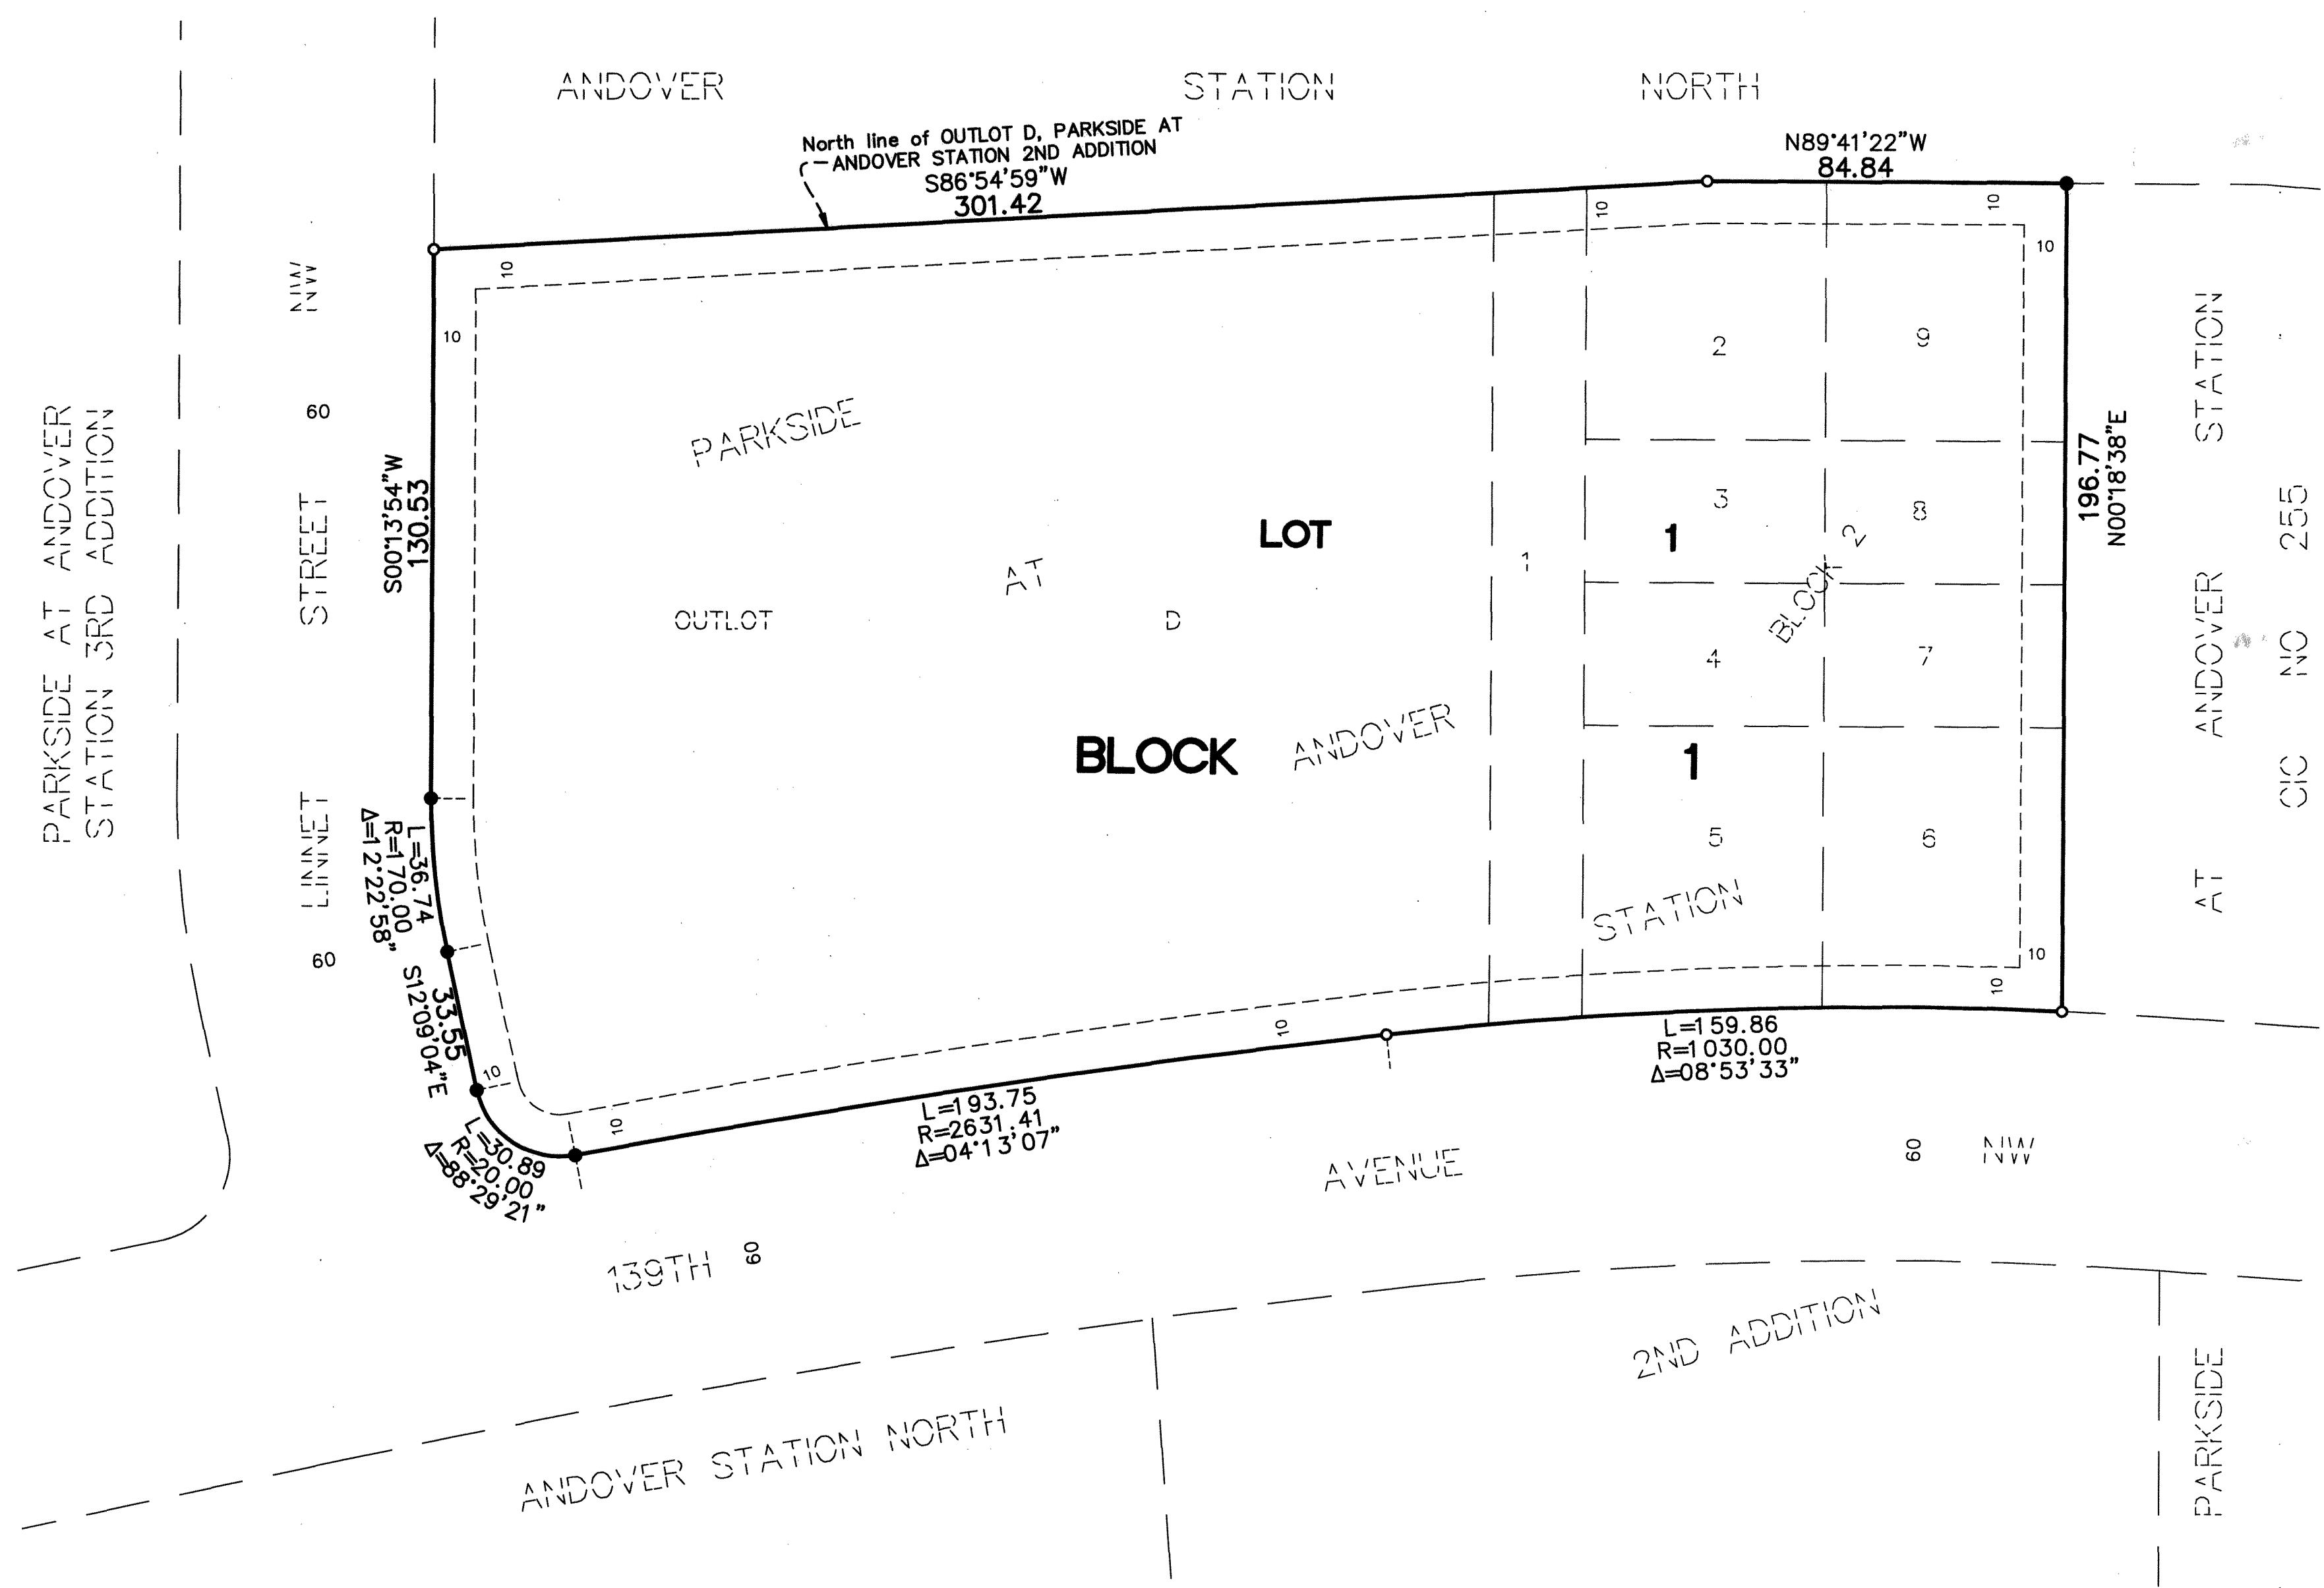 ANDOVER STATION NORTH
North line of OUTLOT D, PARKSIDE AT
ANDOVER STATION 2ND ADDITION
S86°54'59"W
301.42
N89°41'22"W
84.84
10
10
10
10
10
NW
60
STREET
LINNET
60
PARKSIDE AT ANDOVER
STATION 3RD ADDITION
S00°13'54"W
130.53
PARKSIDE
AT
ANDOVER
STATION
OUTLOT D
LOT 1
BLOCK 1
1
2
9
3
8
BLOCK 2
4
7
5
6
196.77
N00°18'38"E
STATION
ANDOVER
AT
CIC NO 255
L=36.74
R=170.00
Δ=12°22'58"
33.55
S12°09'04"E
10
10
10
10
10
L=30.89
R=20.00
Δ=88°29'21"
L=193.75
R=2631.41
Δ=04°13'07"
L=159.86
R=1030.00
Δ=08°53'33"
139TH
60
AVENUE
60
NW
2ND ADDITION
ANDOVER STATION NORTH
PARKSIDE